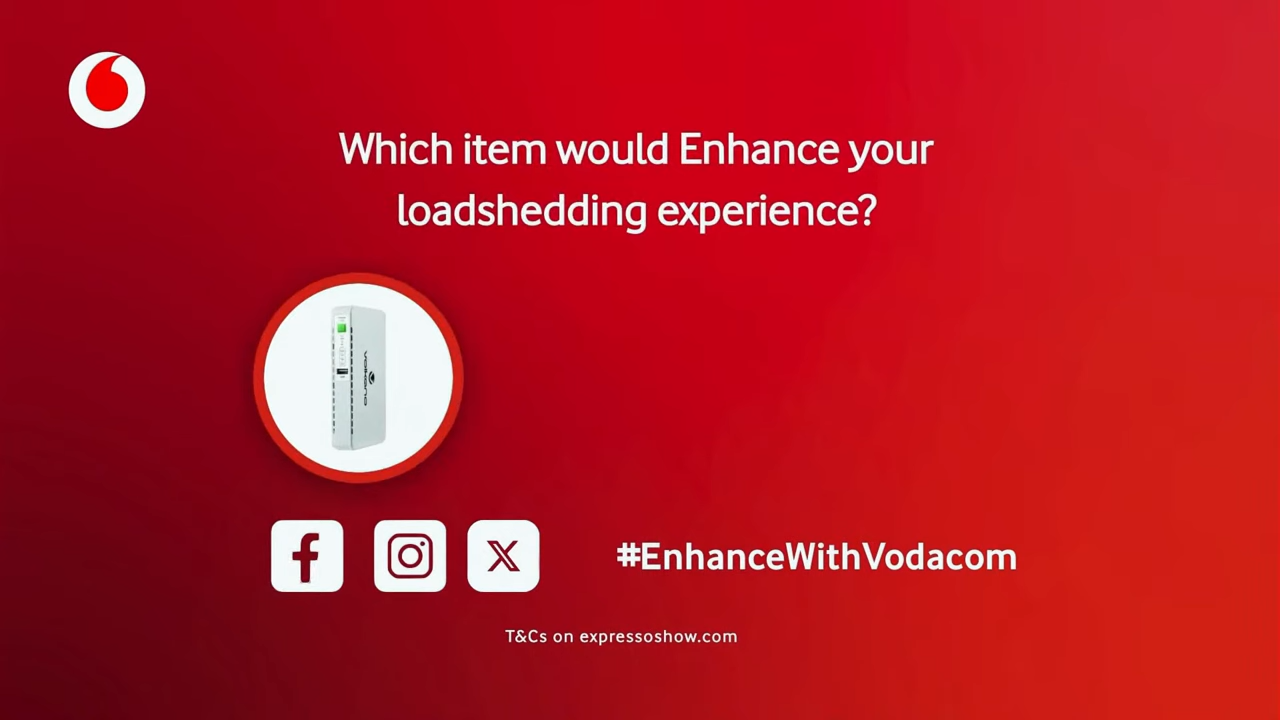 Which item would Enhance your
loadshedding experience?
#EnhanceWithVodacom
T&Cs on expressoshow.com